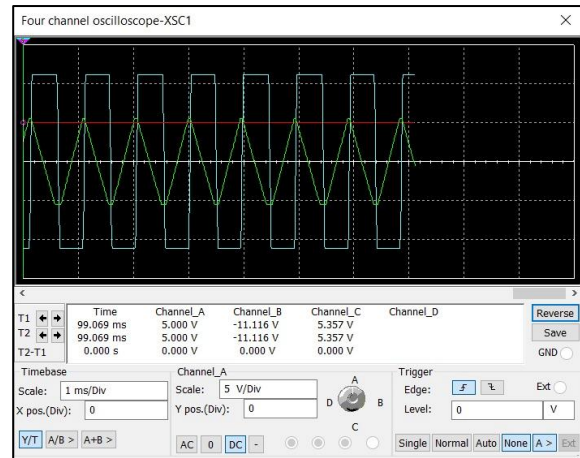 Four channel oscilloscope-XSC1
Time Channel_A Channel_B Channel_C Channel_D
T1 99.069 ms 5.000 V -11.116 V 5.357 V
T2 99.069 ms 5.000 V -11.116 V 5.357 V
T2-T1 0.000 s 0.000 V 0.000 V 0.000 V
Reverse
Save
GND
Timebase
Scale: 1 ms/Div
X pos.(Div): 0
Y/T A/B > A+B >
Channel_A
Scale: 5 V/Div
Y pos.(Div): 0
AC 0 DC -
A
D B
C
Trigger
Edge: Ext
Level: 0 V
Single Normal Auto None A > Ext